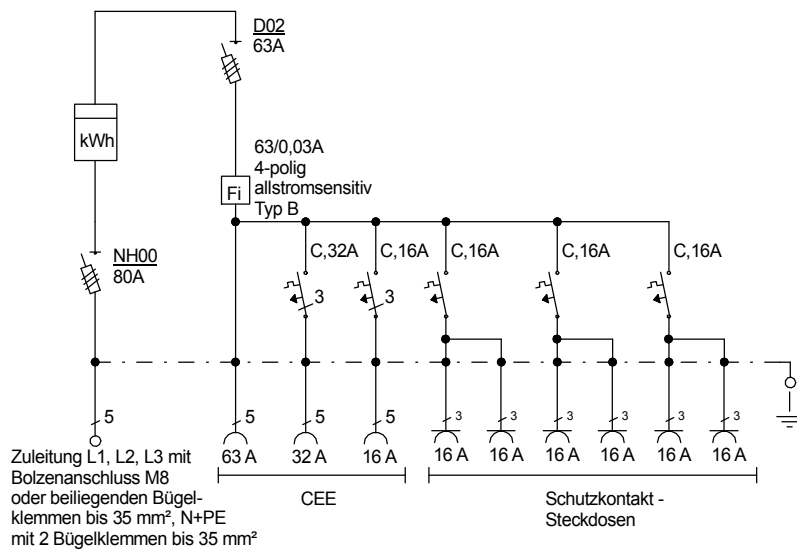 D02
63A
kWh
63/0,03A
4-polig
allstromsensitiv
Typ B
Fi
NH00
80A
C,32A
C,16A
C,16A
C,16A
C,16A
3
3
5
5
5
5
3
3
3
3
3
3
63 A
32 A
16 A
16 A
16 A
16 A
16 A
16 A
16 A
Zuleitung L1, L2, L3 mit
Bolzenanschluss M8
oder beiliegenden Bügel-
klemmen bis 35 mm², N+PE
mit 2 Bügelklemmen bis 35 mm²
CEE
Schutzkontakt -
Steckdosen